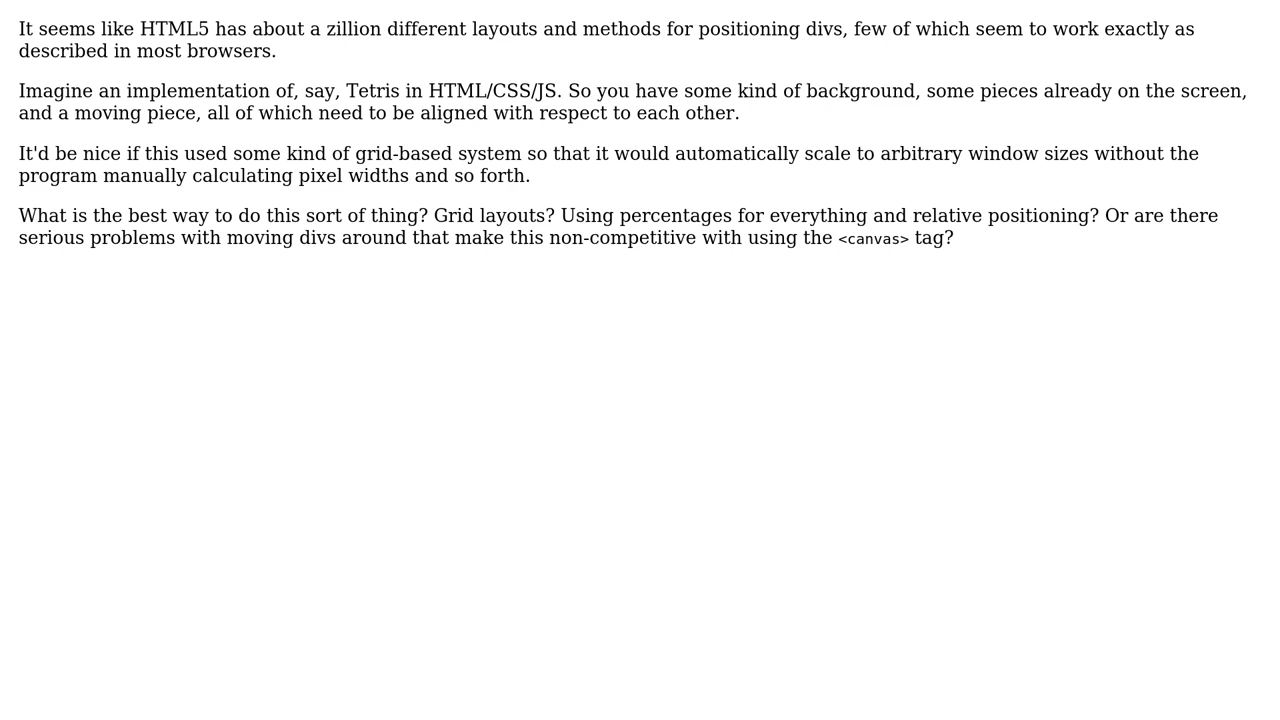 It seems like HTML5 has about a zillion different layouts and methods for positioning divs, few of which seem to work exactly as
described in most browsers.
Imagine an implementation of, say, Tetris in HTML/CSS/JS. So you have some kind of background, some pieces already on the screen,
and a moving piece, all of which need to be aligned with respect to each other.
It'd be nice if this used some kind of grid-based system so that it would automatically scale to arbitrary window sizes without the
program manually calculating pixel widths and so forth.
What is the best way to do this sort of thing? Grid layouts? Using percentages for everything and relative positioning? Or are there
serious problems with moving divs around that make this non-competitive with using the <canvas> tag?